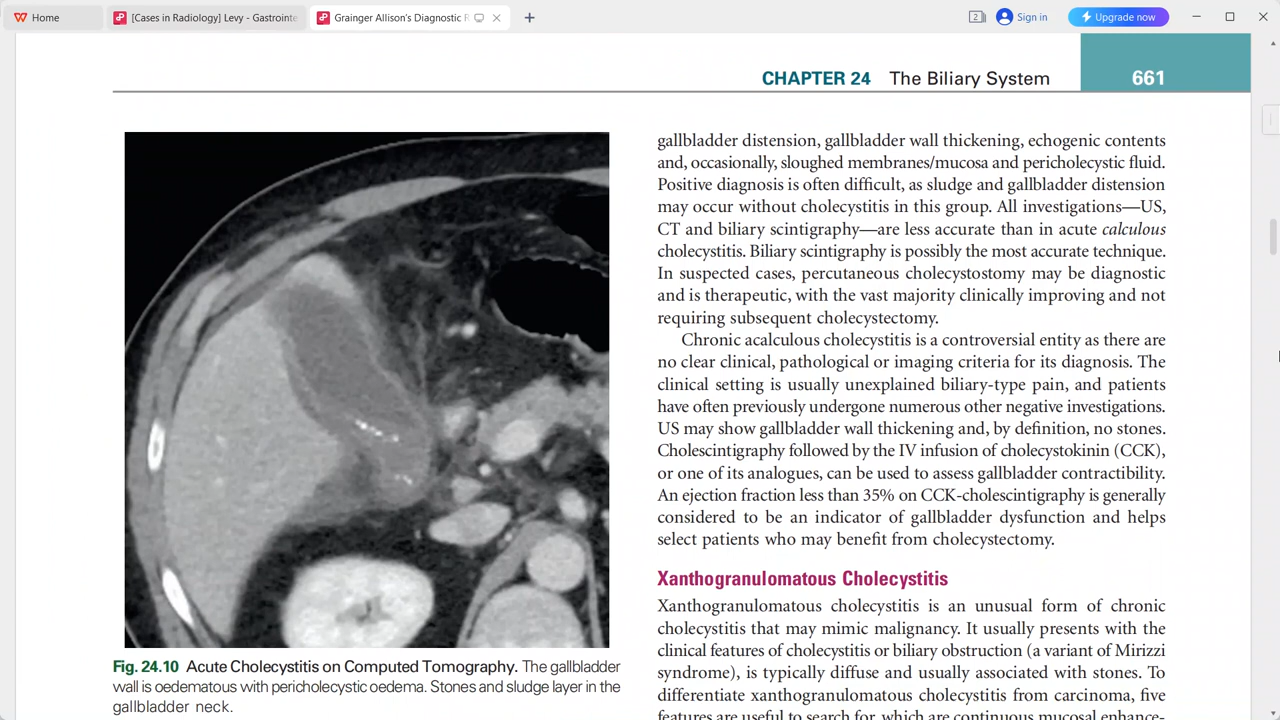 Home
[Cases in Radiology] Levy - Gastrointe
Grainger Allison's Diagnostic R
2
Sign in
Upgrade now
CHAPTER 24 The Biliary System 661
gallbladder distension, gallbladder wall thickening, echogenic contents
and, occasionally, sloughed membranes/mucosa and pericholecystic fluid.
Positive diagnosis is often difficult, as sludge and gallbladder distension
may occur without cholecystitis in this group. All investigations—US,
CT and biliary scintigraphy—are less accurate than in acute calculous
cholecystitis. Biliary scintigraphy is possibly the most accurate technique.
In suspected cases, percutaneous cholecystostomy may be diagnostic
and is therapeutic, with the vast majority clinically improving and not
requiring subsequent cholecystectomy.
Chronic acalculous cholecystitis is a controversial entity as there are
no clear clinical, pathological or imaging criteria for its diagnosis. The
clinical setting is usually unexplained biliary-type pain, and patients
have often previously undergone numerous other negative investigations.
US may show gallbladder wall thickening and, by definition, no stones.
Cholescintigraphy followed by the IV infusion of cholecystokinin (CCK),
or one of its analogues, can be used to assess gallbladder contractibility.
An ejection fraction less than 35% on CCK-cholescintigraphy is generally
considered to be an indicator of gallbladder dysfunction and helps
select patients who may benefit from cholecystectomy.
Xanthogranulomatous Cholecystitis
Xanthogranulomatous cholecystitis is an unusual form of chronic
cholecystitis that may mimic malignancy. It usually presents with the
clinical features of cholecystitis or biliary obstruction (a variant of Mirizzi
syndrome), is typically diffuse and usually associated with stones. To
differentiate xanthogranulomatous cholecystitis from carcinoma, five
features are useful to search for, which are continuous mucosal enhance-
Fig. 24.10 Acute Cholecystitis on Computed Tomography. The gallbladder
wall is oedematous with pericholecystic oedema. Stones and sludge layer in the
gallbladder neck.